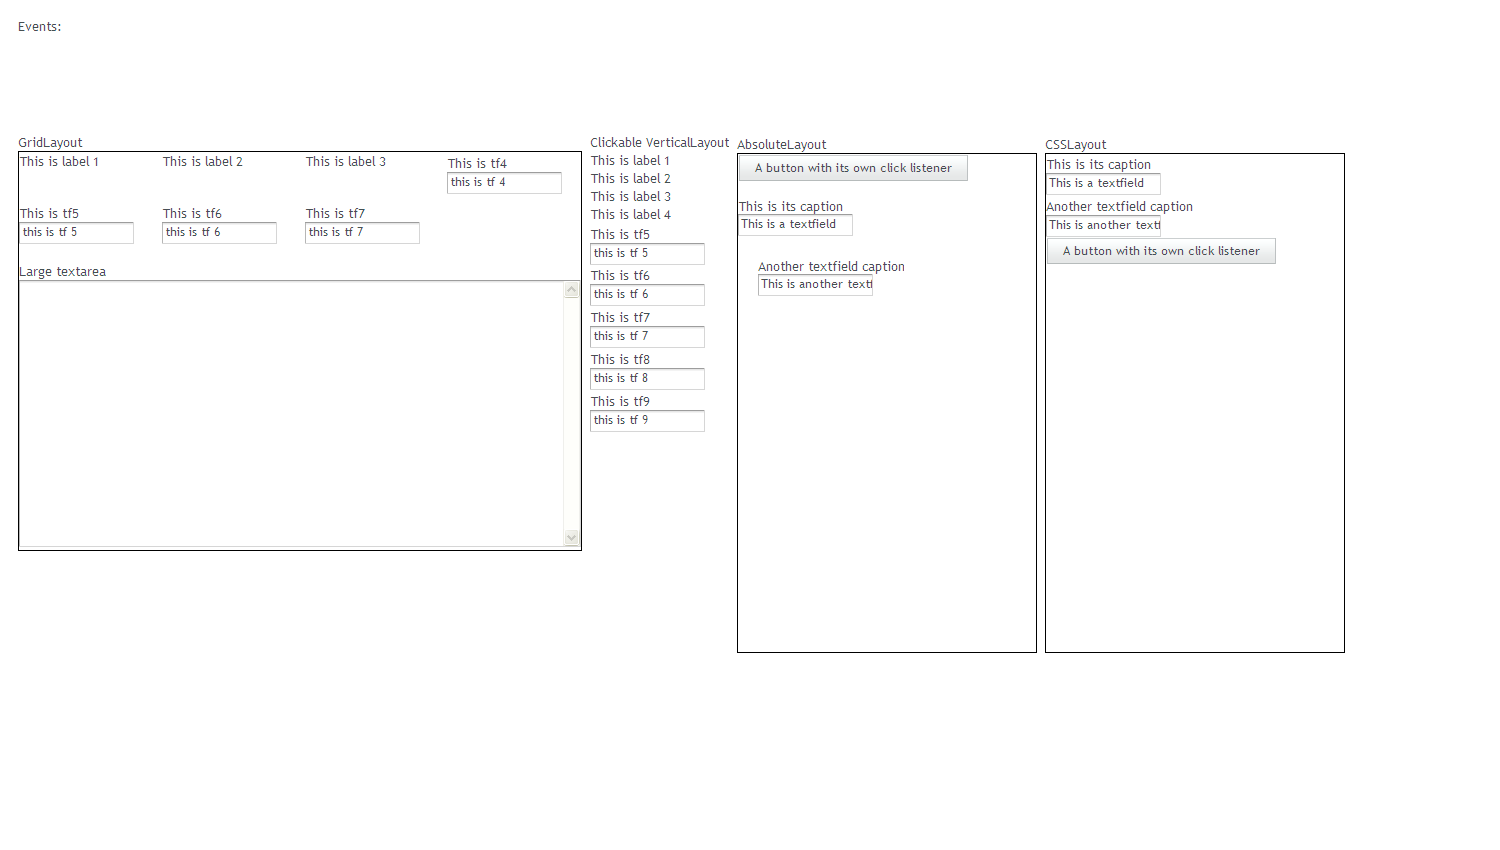 Events:
GridLayout
This is label 1
This is label 2
This is label 3
This is tf4
this is tf 4
This is tf5
This is tf6
This is tf7
this is tf 5
this is tf 6
this is tf 7
Large textarea
Clickable VerticalLayout
This is label 1
This is label 2
This is label 3
This is label 4
This is tf5
this is tf 5
This is tf6
this is tf 6
This is tf7
this is tf 7
This is tf8
this is tf 8
This is tf9
this is tf 9
AbsoluteLayout
A button with its own click listener
This is its caption
This is a textfield
Another textfield caption
This is another textf
CSSLayout
This is its caption
This is a textfield
Another textfield caption
This is another textf
A button with its own click listener